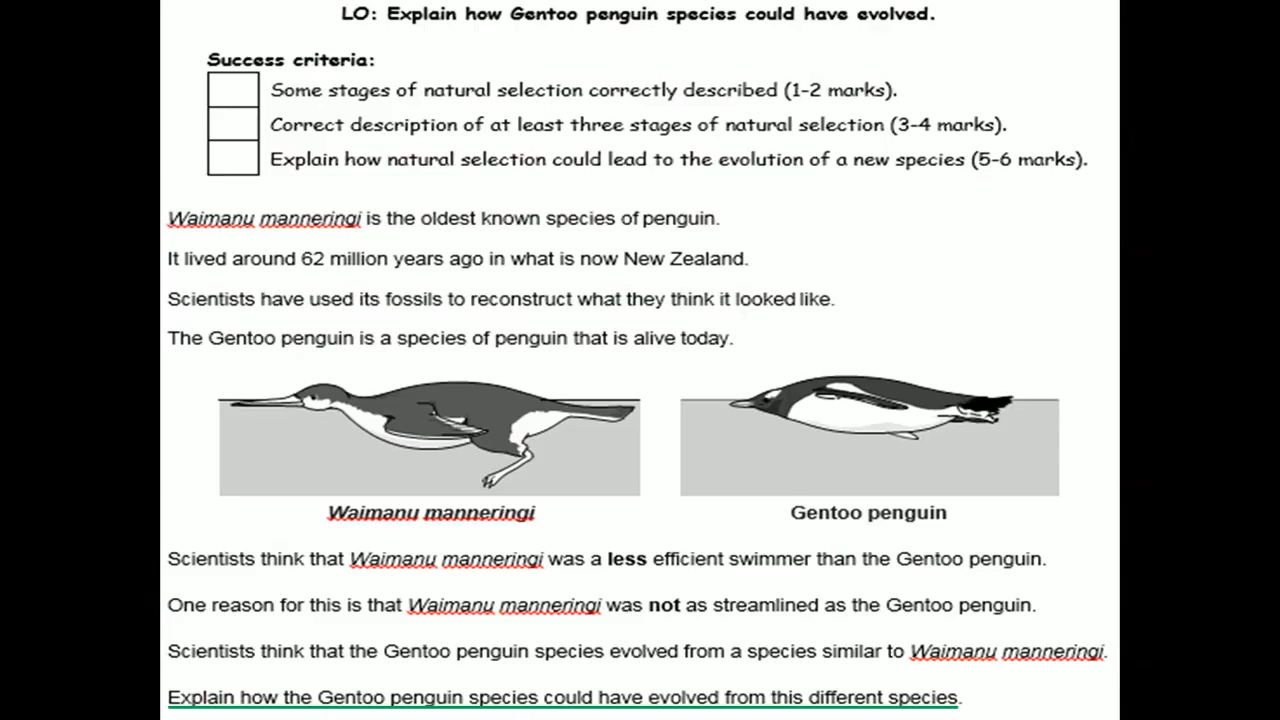 LO: Explain how Gentoo penguin species could have evolved.
Success criteria:
Some stages of natural selection correctly described (1-2 marks).
Correct description of at least three stages of natural selection (3-4 marks).
Explain how natural selection could lead to the evolution of a new species (5-6 marks).
Waimanu manneringi is the oldest known species of penguin.
It lived around 62 million years ago in what is now New Zealand.
Scientists have used its fossils to reconstruct what they think it looked like.
The Gentoo penguin is a species of penguin that is alive today.
Waimanu manneringi
Gentoo penguin
Scientists think that Waimanu manneringi was a less efficient swimmer than the Gentoo penguin.
One reason for this is that Waimanu manneringi was not as streamlined as the Gentoo penguin.
Scientists think that the Gentoo penguin species evolved from a species similar to Waimanu manneringi.
Explain how the Gentoo penguin species could have evolved from this different species.